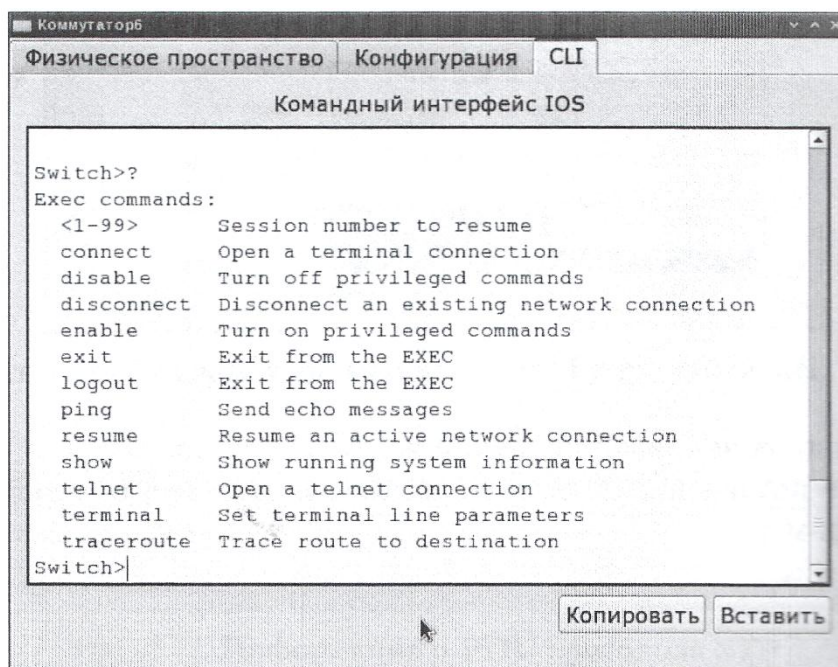 Коммутатор6
Физическое пространство Конфигурация CLI
Командный интерфейс IOS
Switch>?
Exec commands:
<1-99> Session number to resume
connect Open a terminal connection
disable Turn off privileged commands
disconnect Disconnect an existing network connection
enable Turn on privileged commands
exit Exit from the EXEC
logout Exit from the EXEC
ping Send echo messages
resume Resume an active network connection
show Show running system information
telnet Open a telnet connection
terminal Set terminal line parameters
traceroute Trace route to destination
Switch>
Копировать Вставить